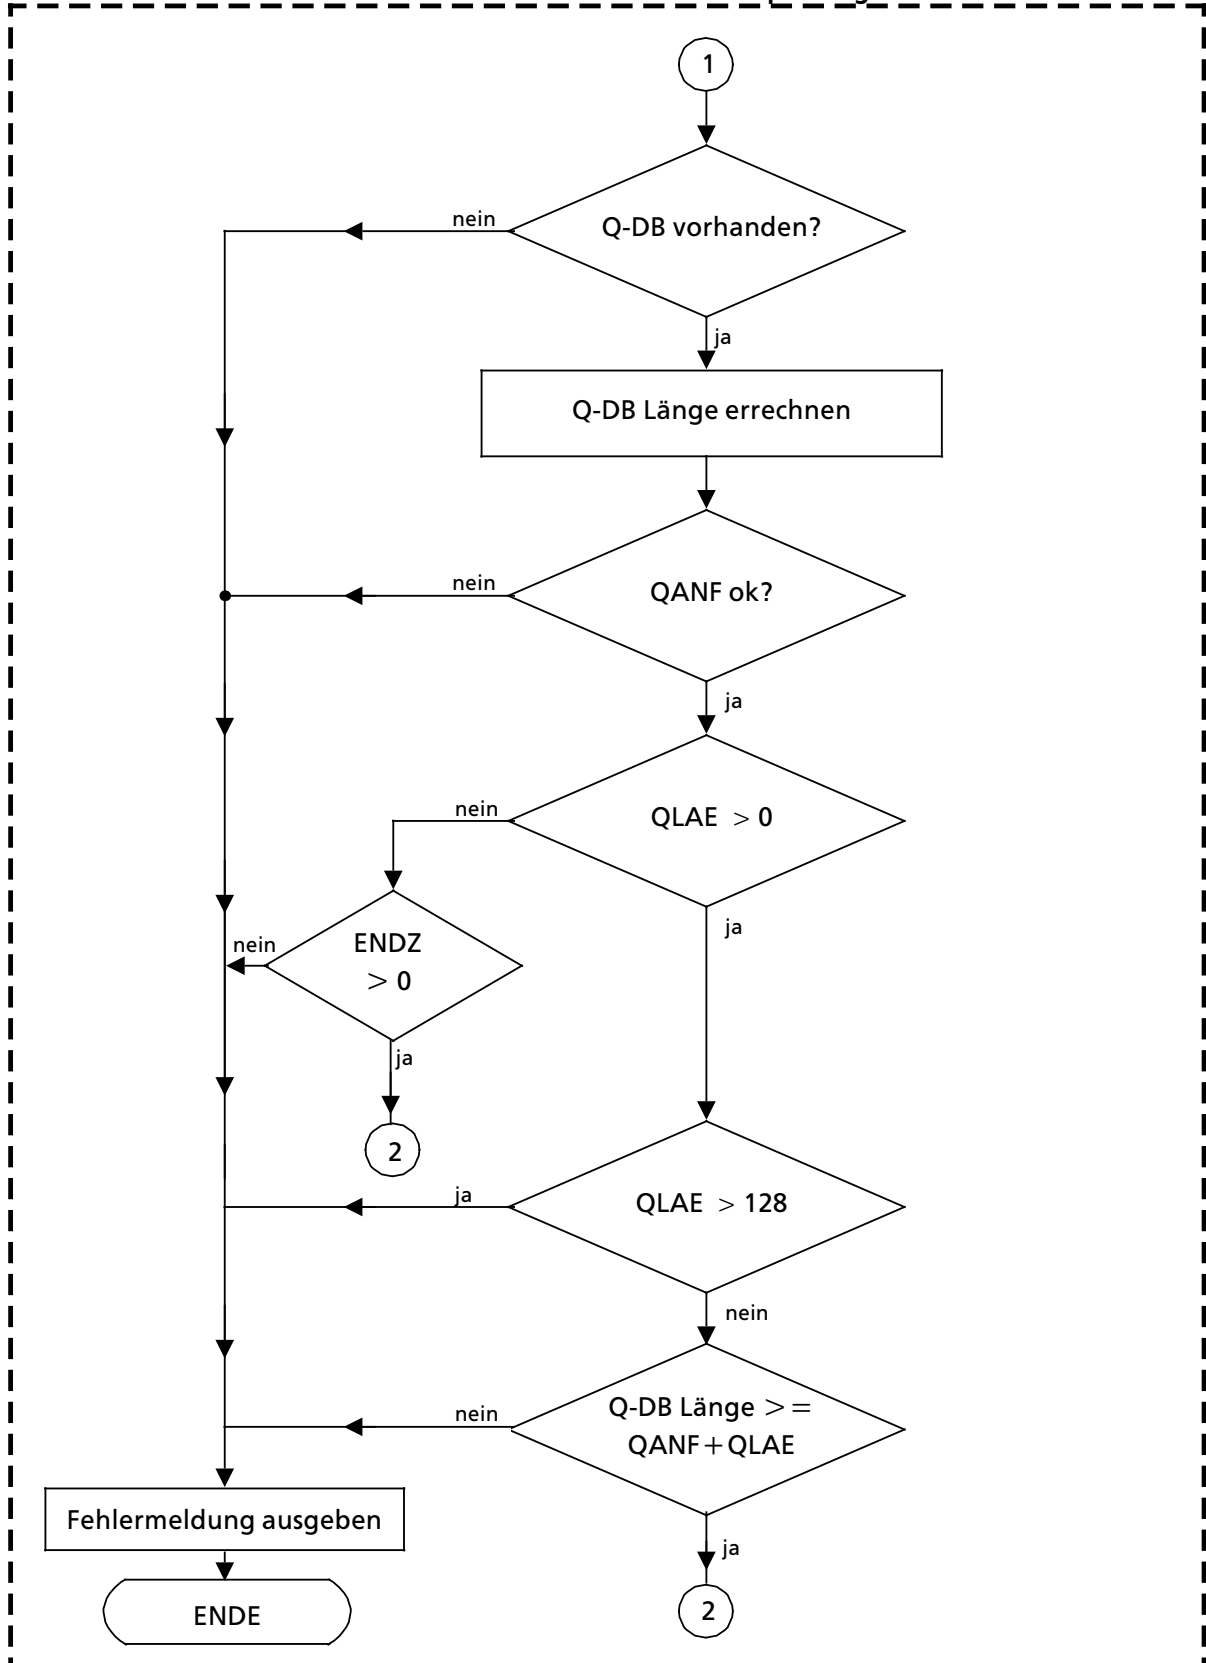 1
Q-DB vorhanden?
nein
ja
Q-DB Länge errechnen
QANF ok?
nein
ja
QLAE > 0
nein
ja
ENDZ
> 0
nein
ja
2
QLAE > 128
ja
nein
Q-DB Länge >=
QANF+QLAE
nein
ja
2
Fehlermeldung ausgeben
ENDE